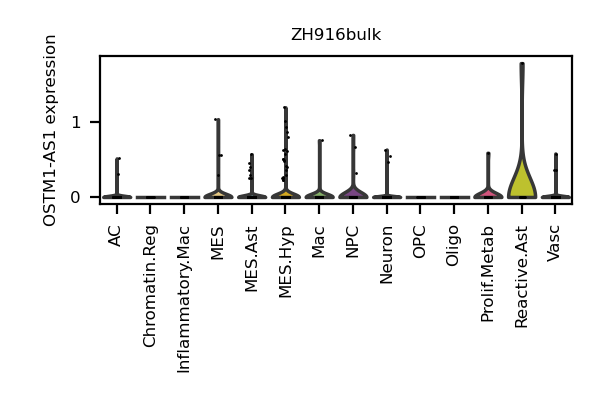 ZH916bulk
OSTM1-AS1 expression
1
0
AC
Chromatin.Reg
Inflammatory.Mac
MES
MES.Ast
MES.Hyp
Mac
NPC
Neuron
OPC
Oligo
Prolif.Metab
Reactive.Ast
Vasc